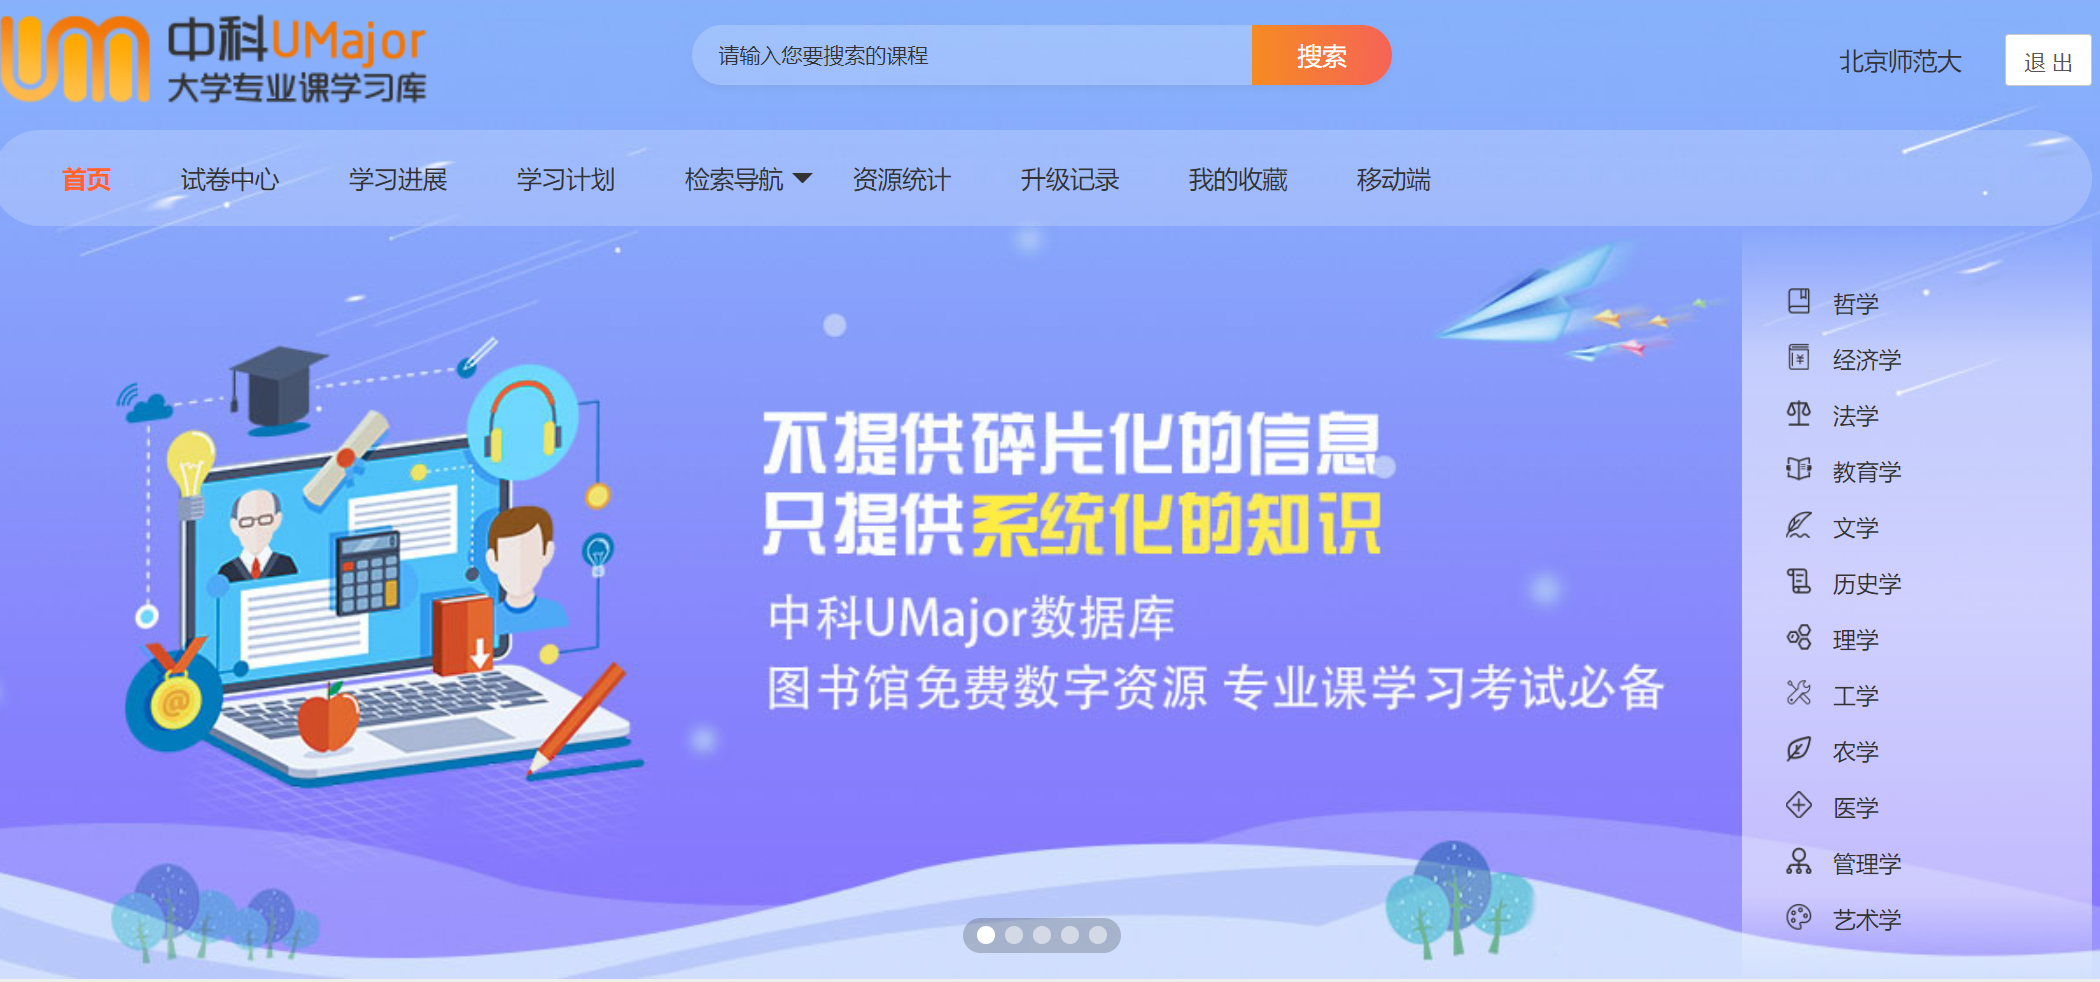 中科UMajor
大学专业课学习库
请输入您要搜索的课程
搜索
北京师范大
退 出
首页
试卷中心
学习进展
学习计划
检索导航
资源统计
升级记录
我的收藏
移动端
不提供碎片化的信息
只提供系统化的知识
中科UMajor数据库
图书馆免费数字资源 专业课学习考试必备
哲学
经济学
法学
教育学
文学
历史学
理学
工学
农学
医学
管理学
艺术学